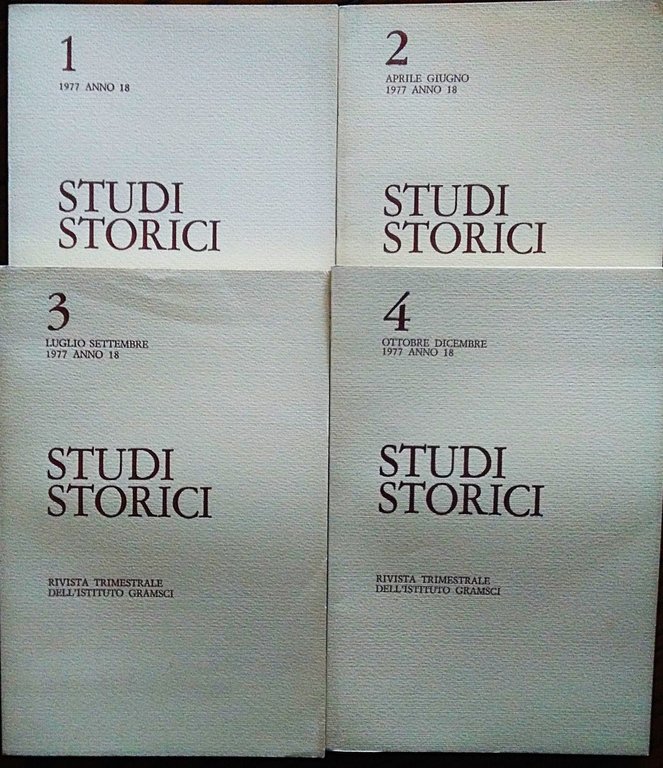 1
1977 ANNO 18
STUDI
STORICI
2
APRILE GIUGNO
1977 ANNO 18
STUDI
STORICI
3
LUGLIO SETTEMBRE
1977 ANNO 18
STUDI
STORICI
RIVISTA TRIMESTRALE
DELL'ISTITUTO GRAMSCI
4
OTTOBRE DICEMBRE
1977 ANNO 18
STUDI
STORICI
RIVISTA TRIMESTRALE
DELL'ISTITUTO GRAMSCI